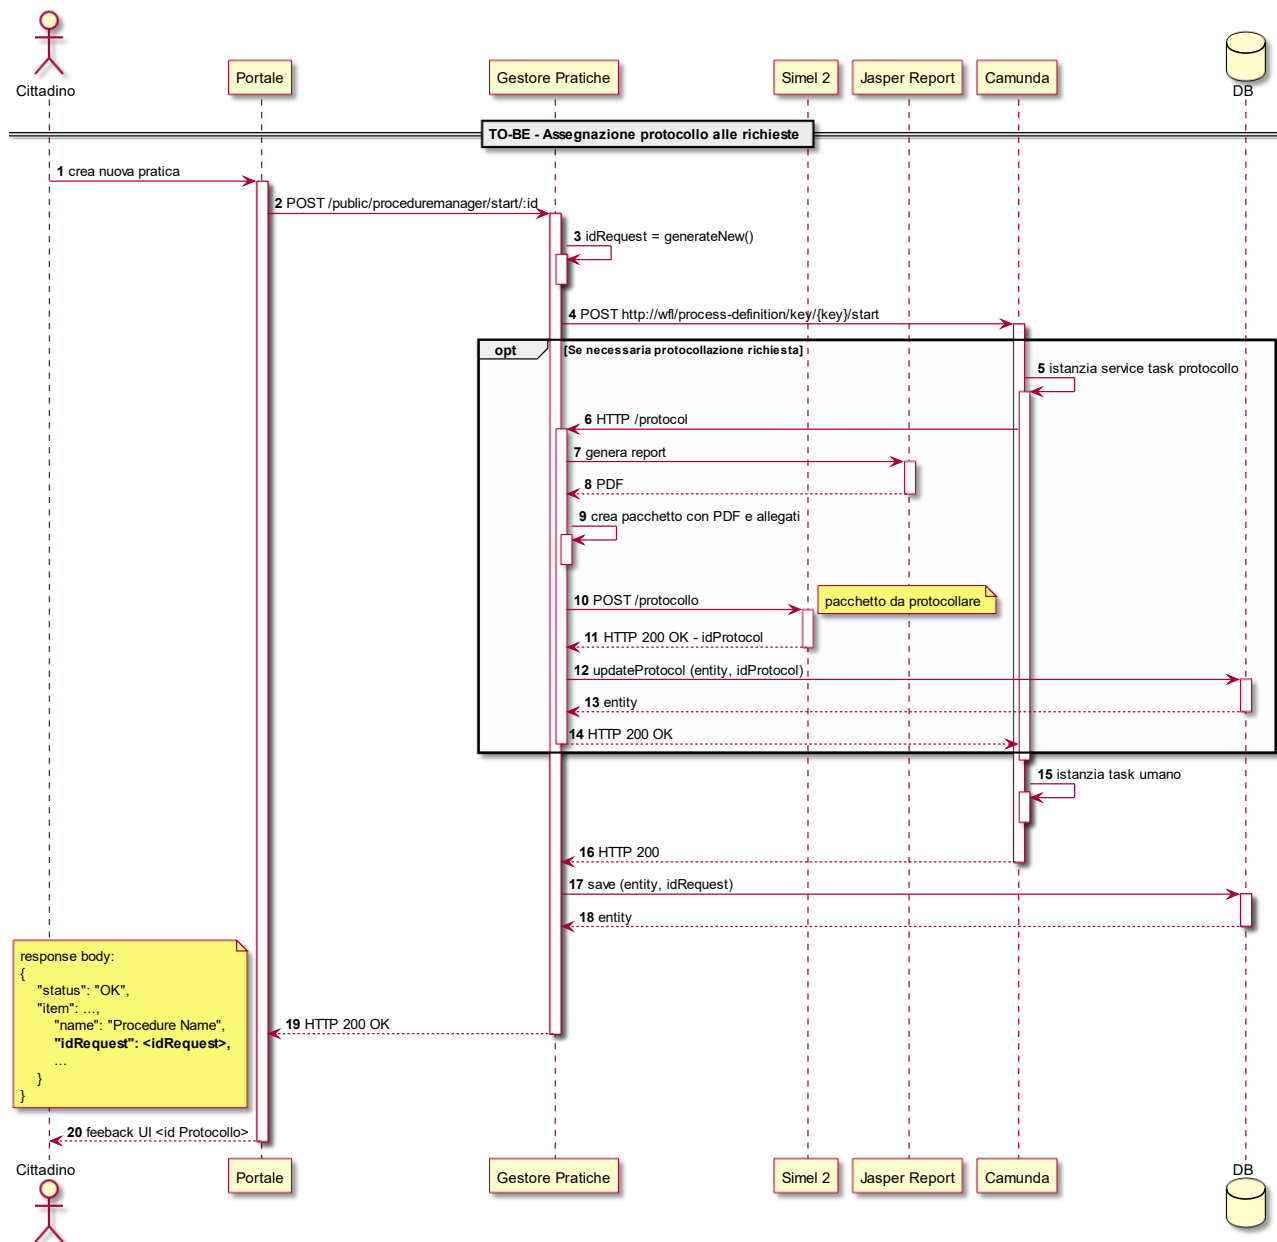 Cittadino
Portale
Gestore Pratiche
Simel 2
Jasper Report
Camunda
DB
TO-BE - Assegnazione protocollo alle richieste
1 crea nuova pratica
2 POST /public/proceduremanager/start/:id
3 idRequest = generateNew()
4 POST http://wfl/process-definition/key/{key}/start
opt
[Se necessaria protocollazione richiesta]
5 istanzia service task protocollo
6 HTTP /protocol
7 genera report
8 PDF
9 crea pacchetto con PDF e allegati
10 POST /protocollo
pacchetto da protocollare
11 HTTP 200 OK - idProtocol
12 updateProtocol (entity, idProtocol)
13 entity
14 HTTP 200 OK
15 istanzia task umano
16 HTTP 200
17 save (entity, idRequest)
18 entity
response body:
{
"status": "OK",
"item": ...,
"name": "Procedure Name",
"idRequest": <idRequest>,
...
}
}
19 HTTP 200 OK
20 feeback UI <id Protocollo>
Cittadino
Portale
Gestore Pratiche
Simel 2
Jasper Report
Camunda
DB